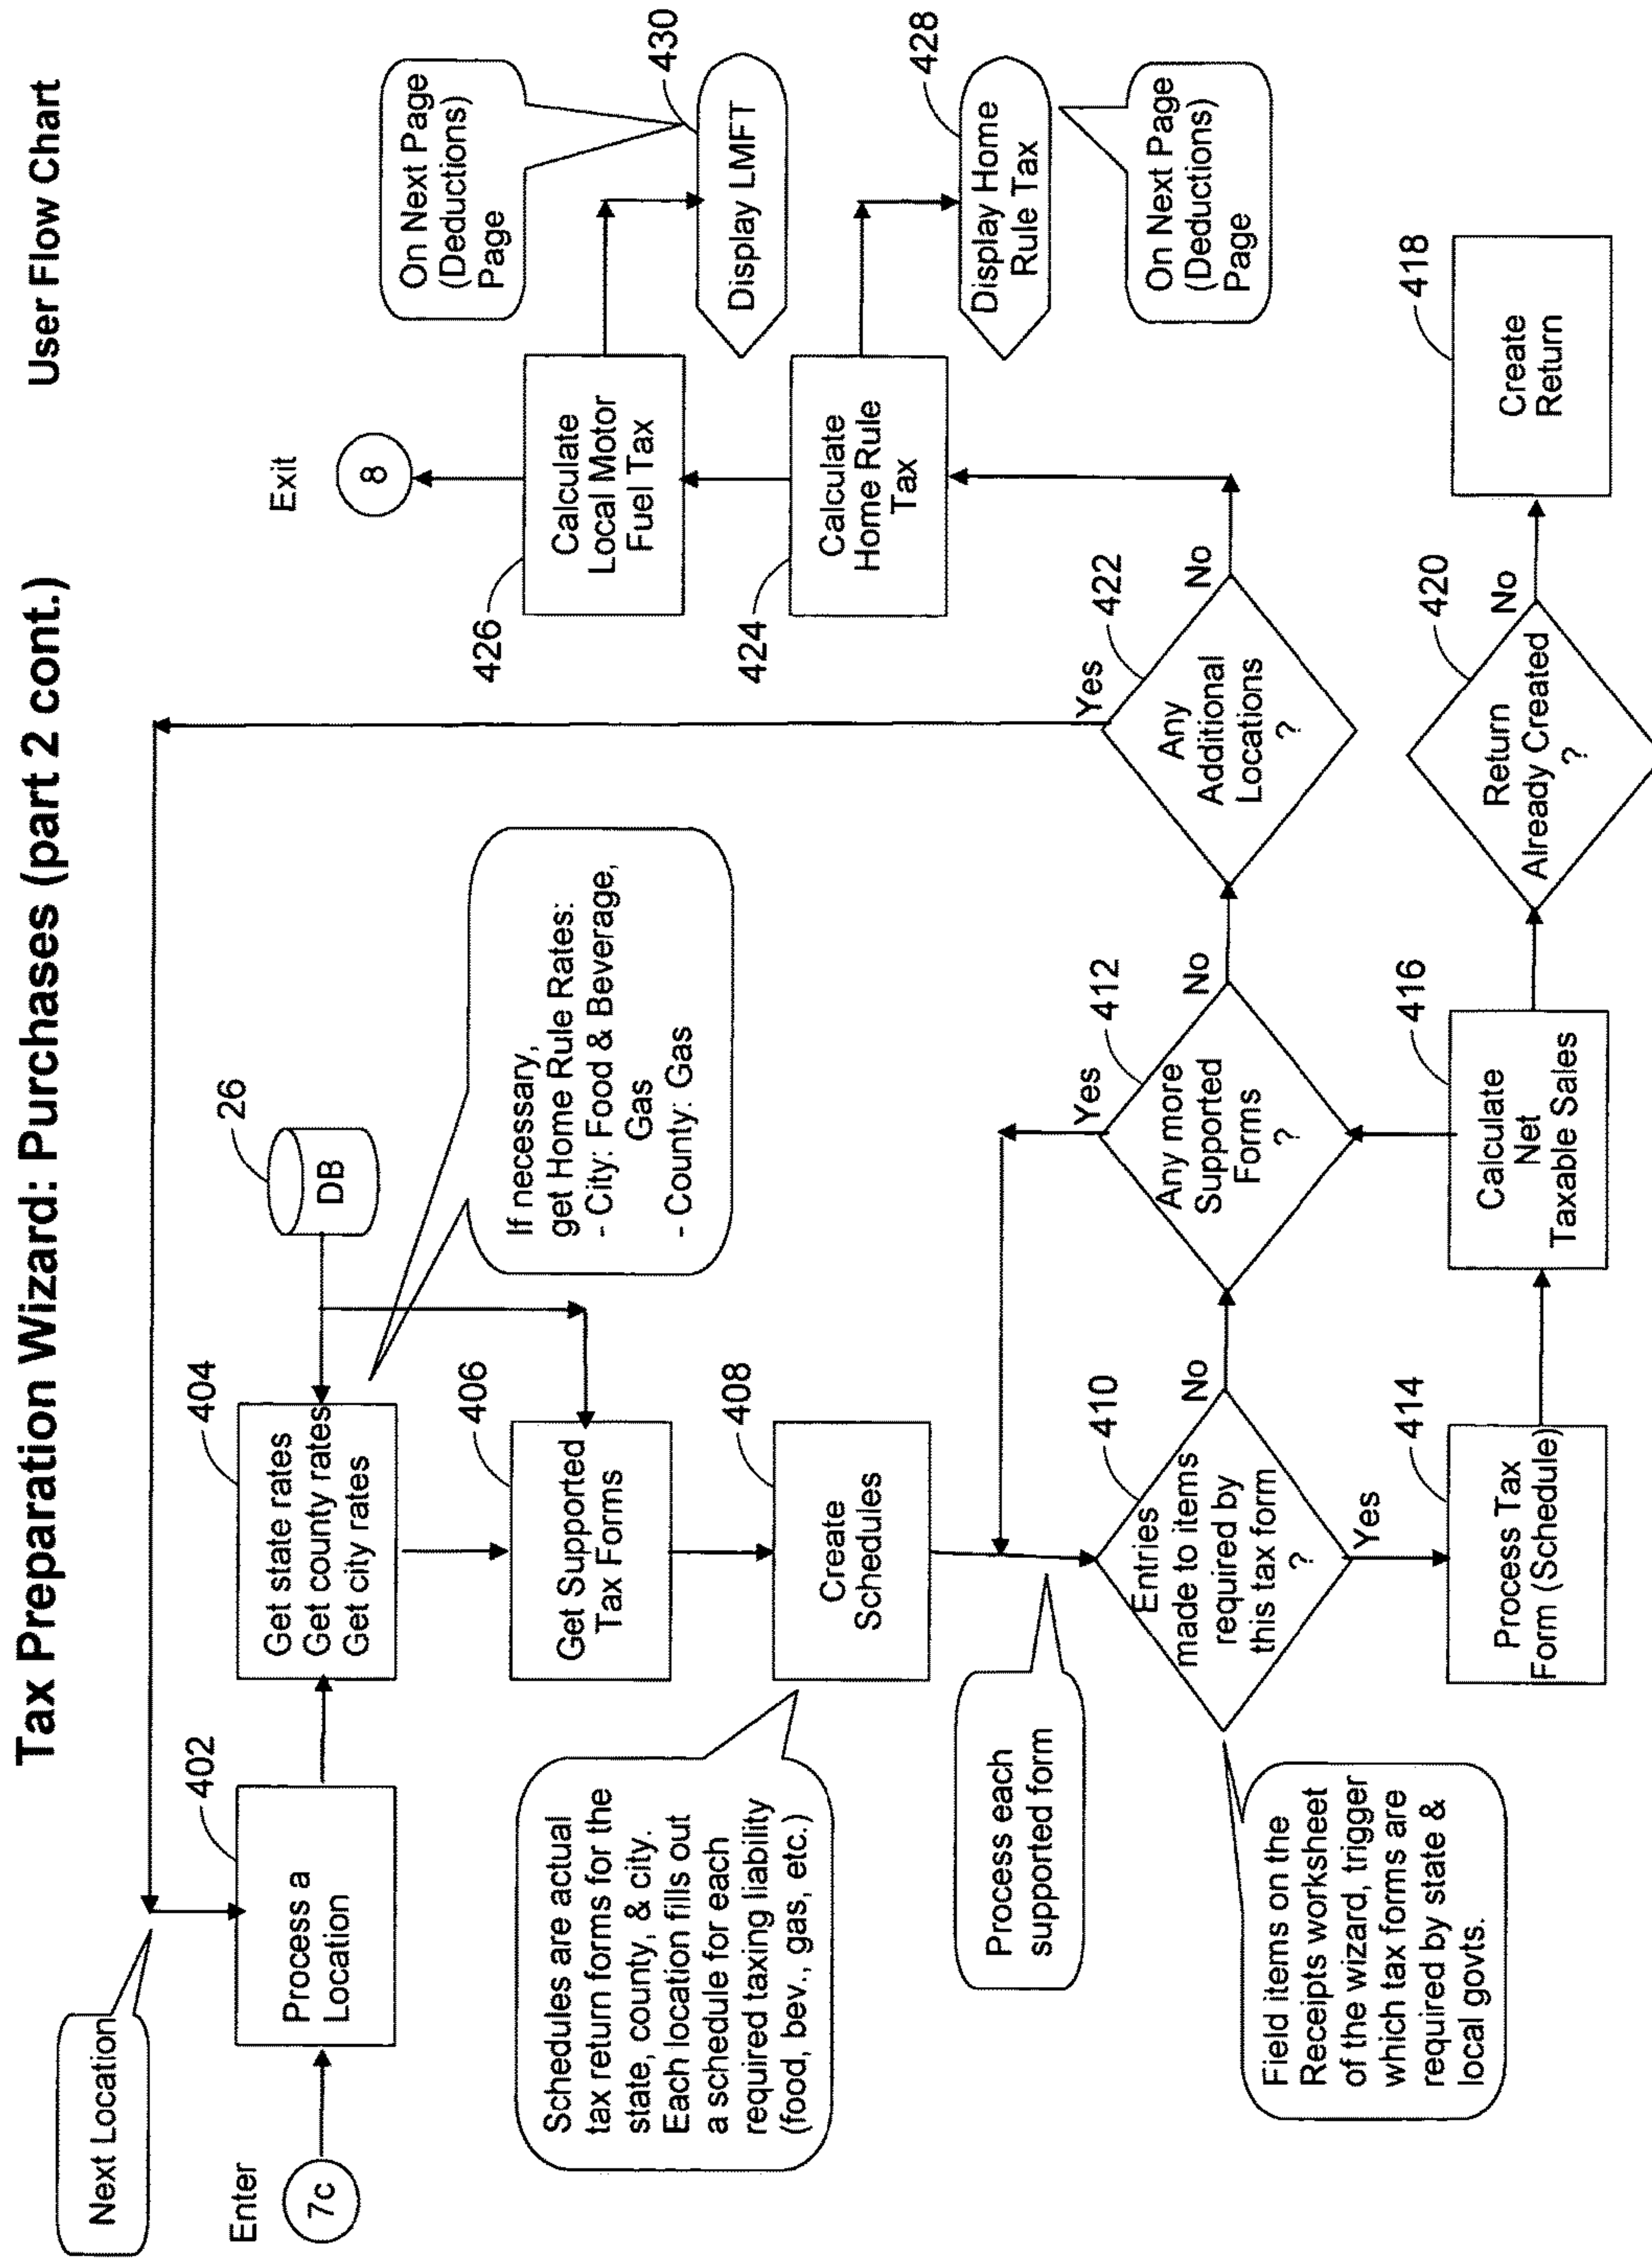 Tax Preparation Wizard: Purchases (part 2 cont.)
User Flow Chart
Next Location
Enter
7c
402
Process a
Location
404
Get state rates
Get county rates
Get city rates
26
DB
If necessary,
get Home Rule Rates:
- City: Food & Beverage,
Gas
- County: Gas
406
Get Supported
Tax Forms
Schedules are actual
tax return forms for the
state, county, & city.
Each location fills out
a schedule for each
required taxing liability
(food, bev., gas, etc.)
408
Create
Schedules
Process each
supported form
410
Entries
made to items
required by
this tax form
?
No
Yes
Field items on the
Receipts worksheet
of the wizard, trigger
which tax forms are
required by state &
local govts.
412
Any more
Supported
Forms
?
Yes
No
414
Process Tax
Form (Schedule)
416
Calculate
Net
Taxable Sales
420
Return
Already Created
?
No
418
Create
Return
422
Any
Additional
Locations
?
Yes
No
424
Calculate
Home Rule
Tax
426
Calculate
Local Motor
Fuel Tax
Exit
8
430
Display LMFT
On Next Page
(Deductions)
Page
428
Display Home
Rule Tax
On Next Page
(Deductions)
Page